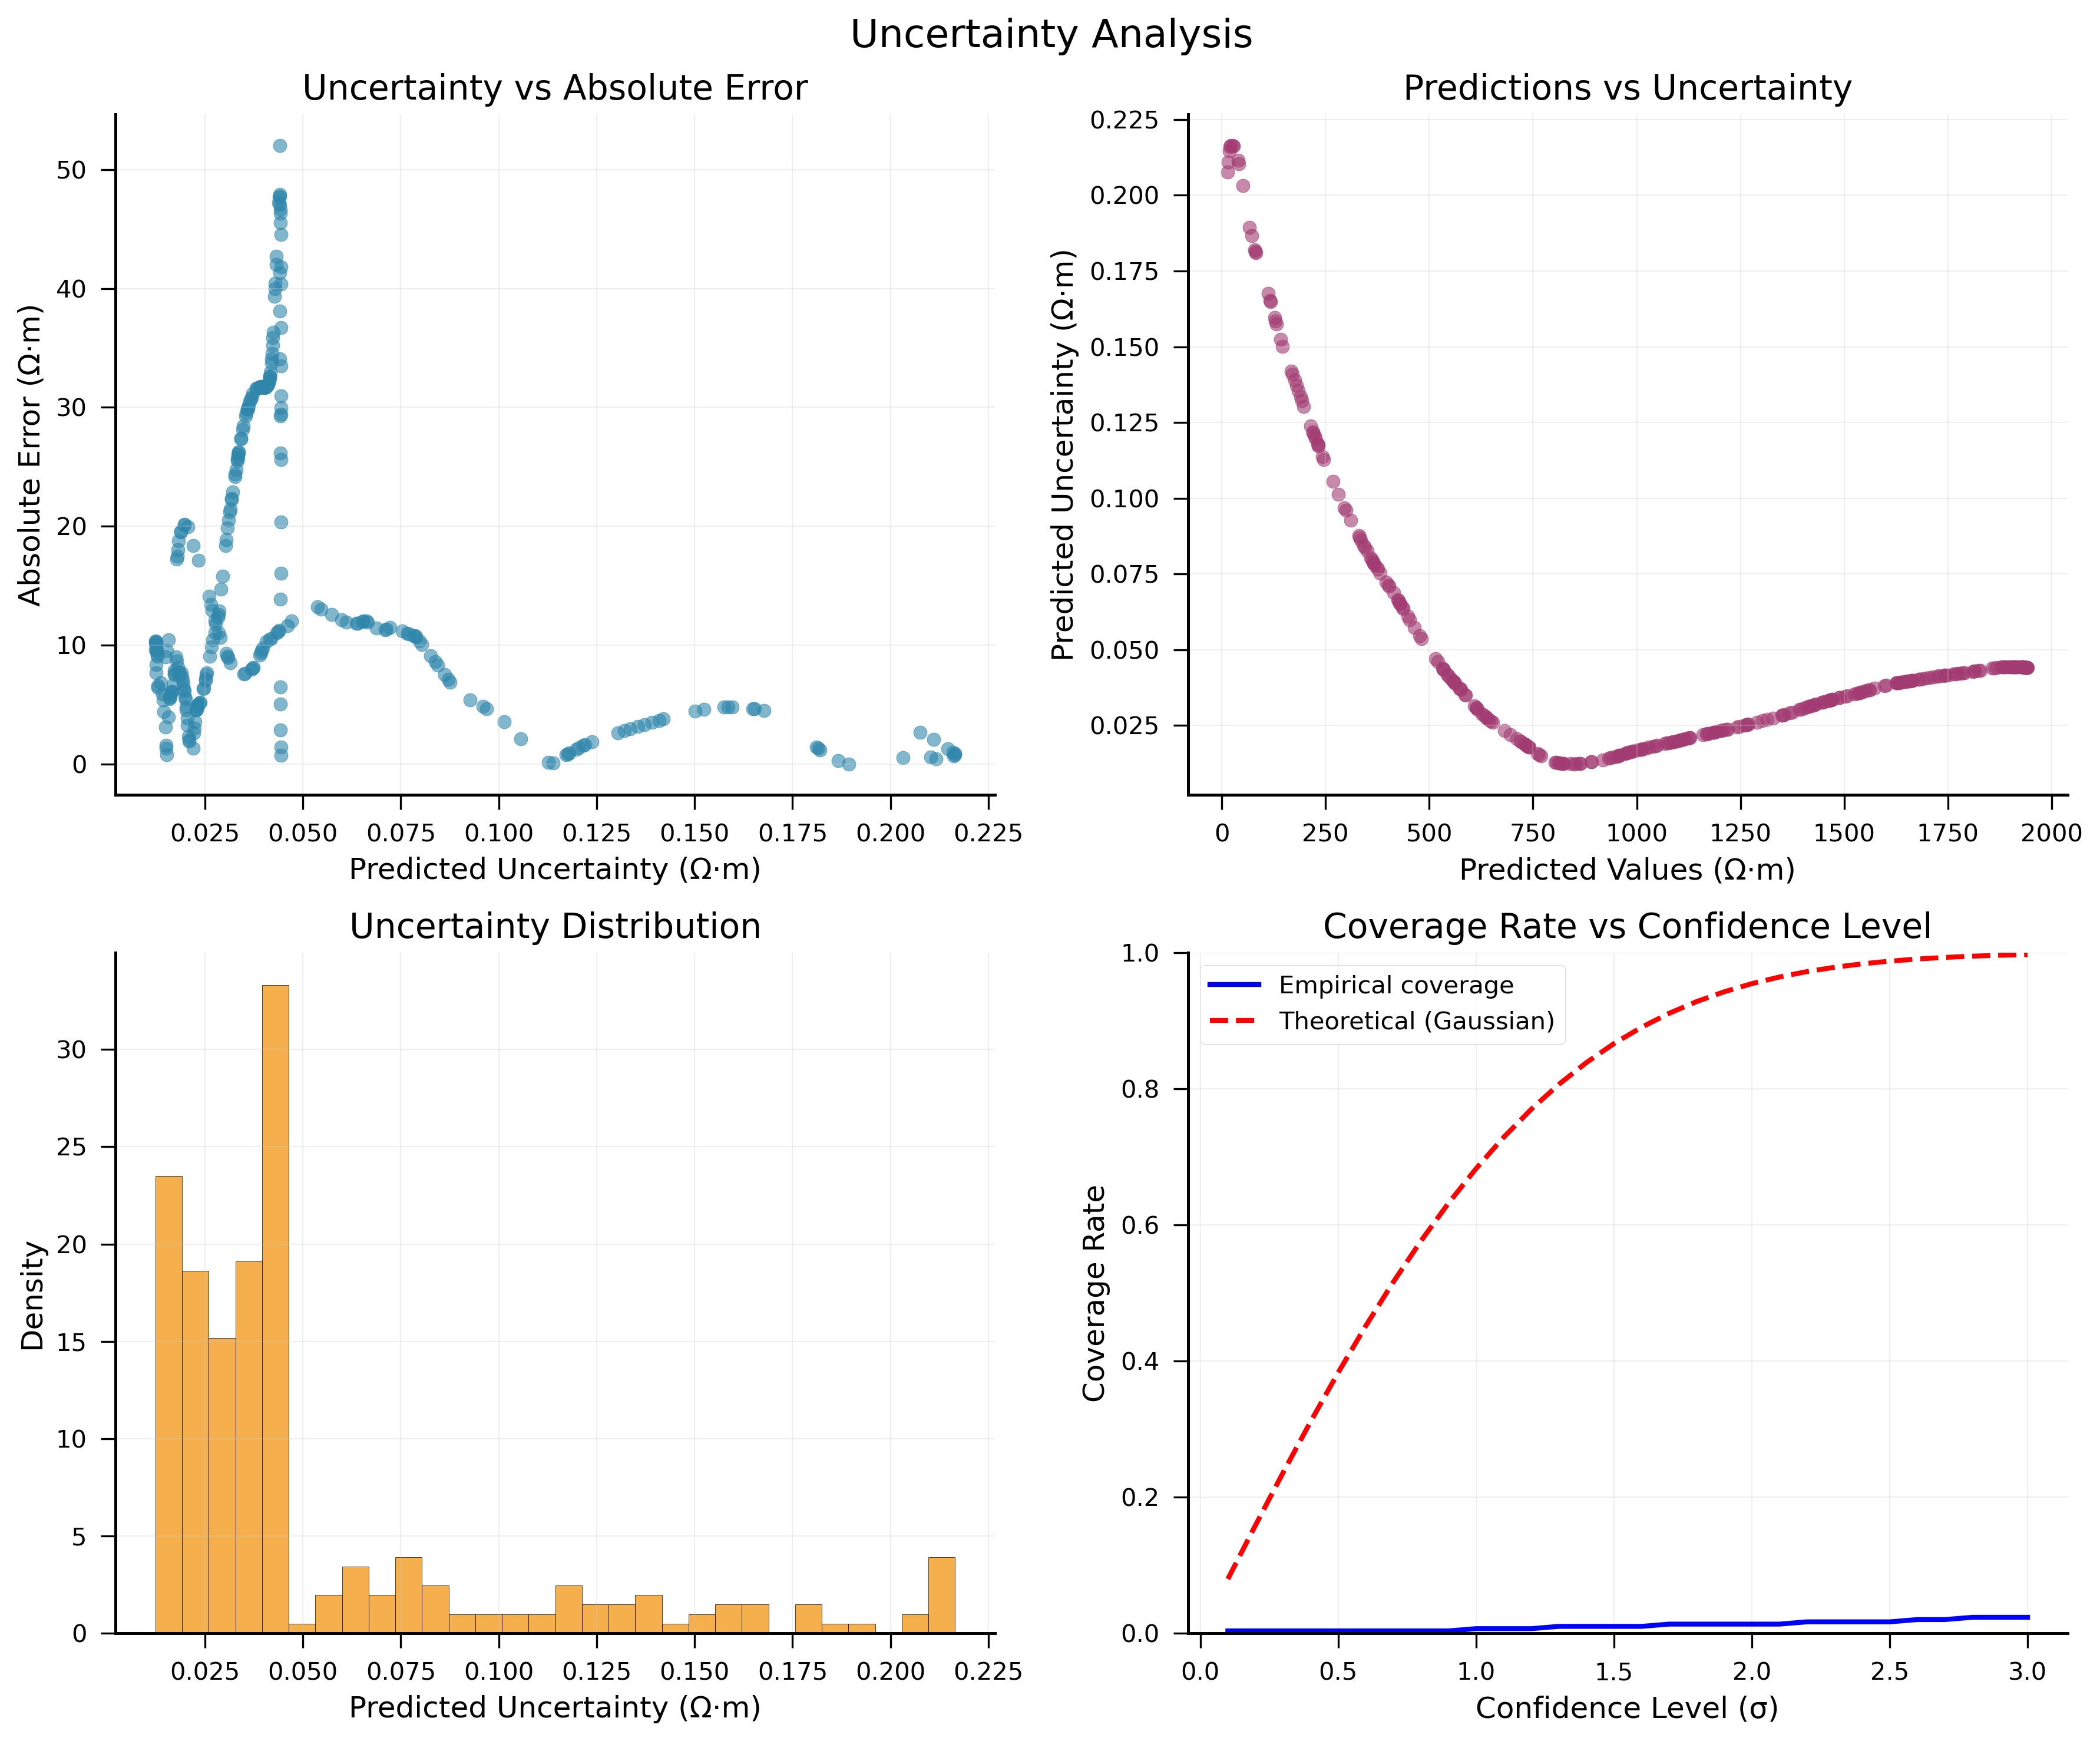 Uncertainty Analysis
Uncertainty vs Absolute Error
Absolute Error (Ω·m)
50
40
30
20
10
0
0.025 0.050 0.075 0.100 0.125 0.150 0.175 0.200 0.225
Predicted Uncertainty (Ω·m)
Predictions vs Uncertainty
Predicted Uncertainty (Ω·m)
0.225
0.200
0.175
0.150
0.125
0.100
0.075
0.050
0.025
0 250 500 750 1000 1250 1500 1750 2000
Predicted Values (Ω·m)
Uncertainty Distribution
Density
30
25
20
15
10
5
0
0.025 0.050 0.075 0.100 0.125 0.150 0.175 0.200 0.225
Predicted Uncertainty (Ω·m)
Coverage Rate vs Confidence Level
Coverage Rate
1.0
0.8
0.6
0.4
0.2
0.0
Empirical coverage
Theoretical (Gaussian)
0.0 0.5 1.0 1.5 2.0 2.5 3.0
Confidence Level (σ)